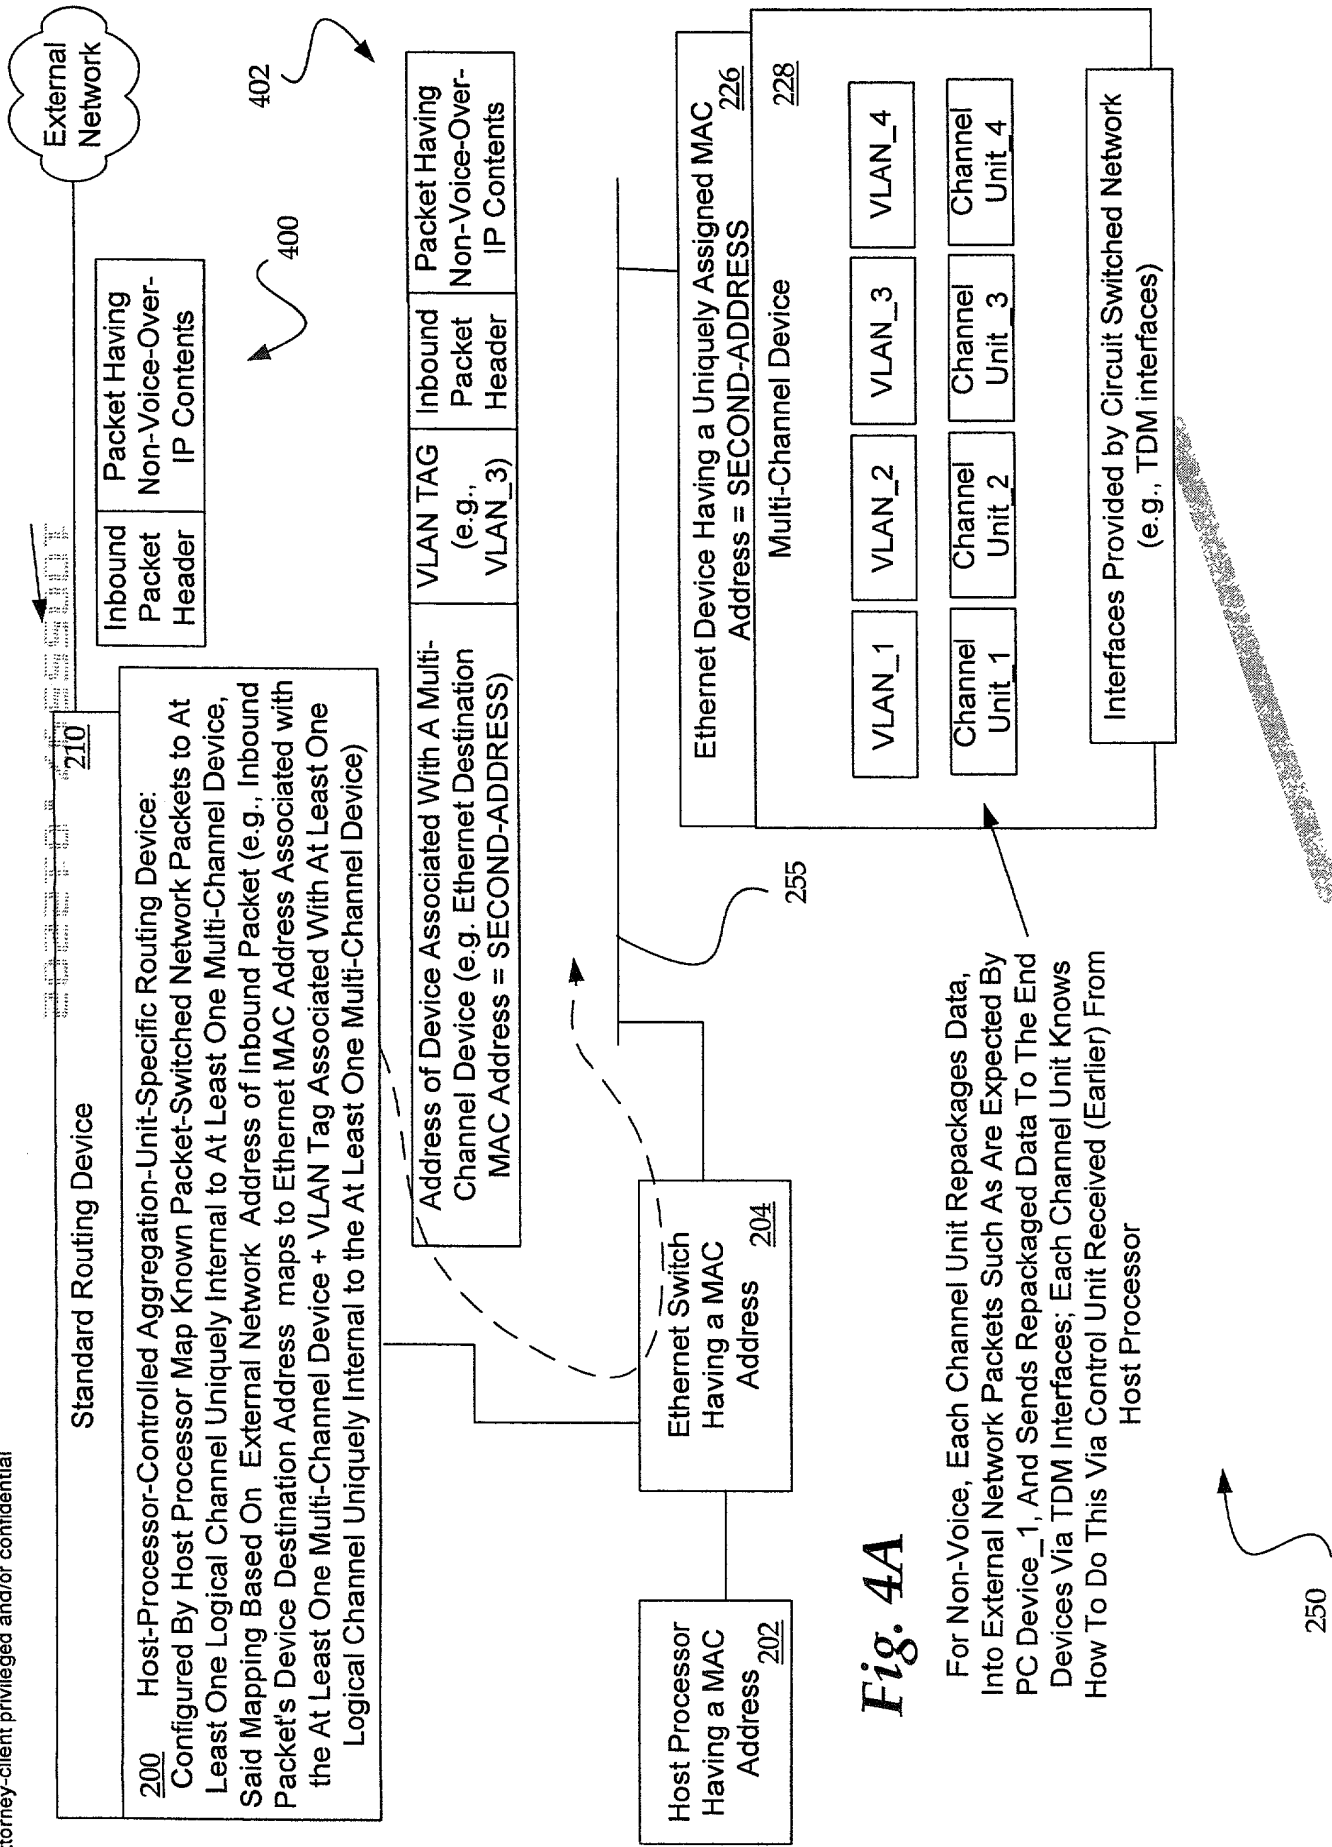 attorney-client privileged and/or confidential
Standard Routing Device
210
External
Network
200 Host-Processor-Controlled Aggregation-Unit-Specific Routing Device:
Configured By Host Processor Map Known Packet-Switched Network Packets to At
Least One Logical Channel Uniquely Internal to At Least One Multi-Channel Device,
Said Mapping Based On External Network Address of Inbound Packet (e.g., Inbound
Packet's Device Destination Address maps to Ethernet MAC Address Associated with
the At Least One Multi-Channel Device + VLAN Tag Associated With At Least One
Logical Channel Uniquely Internal to the At Least One Multi-Channel Device)
Inbound
Packet
Header
Packet Having
Non-Voice-Over-
IP Contents
400
402
Address of Device Associated With A Multi-
Channel Device (e.g. Ethernet Destination
MAC Address = SECOND-ADDRESS)
VLAN TAG
(e.g.,
VLAN_3)
Inbound
Packet
Header
Packet Having
Non-Voice-Over-
IP Contents
Host Processor
Having a MAC
Address 202
Ethernet Switch
Having a MAC
Address 204
255
Ethernet Device Having a Uniquely Assigned MAC
Address = SECOND-ADDRESS 226
Multi-Channel Device 228
VLAN_1
VLAN_2
VLAN_3
VLAN_4
Channel
Unit_1
Channel
Unit_2
Channel
Unit_3
Channel
Unit_4
Interfaces Provided by Circuit Switched Network
(e.g., TDM interfaces)
Fig. 4A
For Non-Voice, Each Channel Unit Repackages Data,
Into External Network Packets Such As Are Expected By
PC Device_1, And Sends Repackaged Data To The End
Devices Via TDM Interfaces; Each Channel Unit Knows
How To Do This Via Control Unit Received (Earlier) From
Host Processor
250